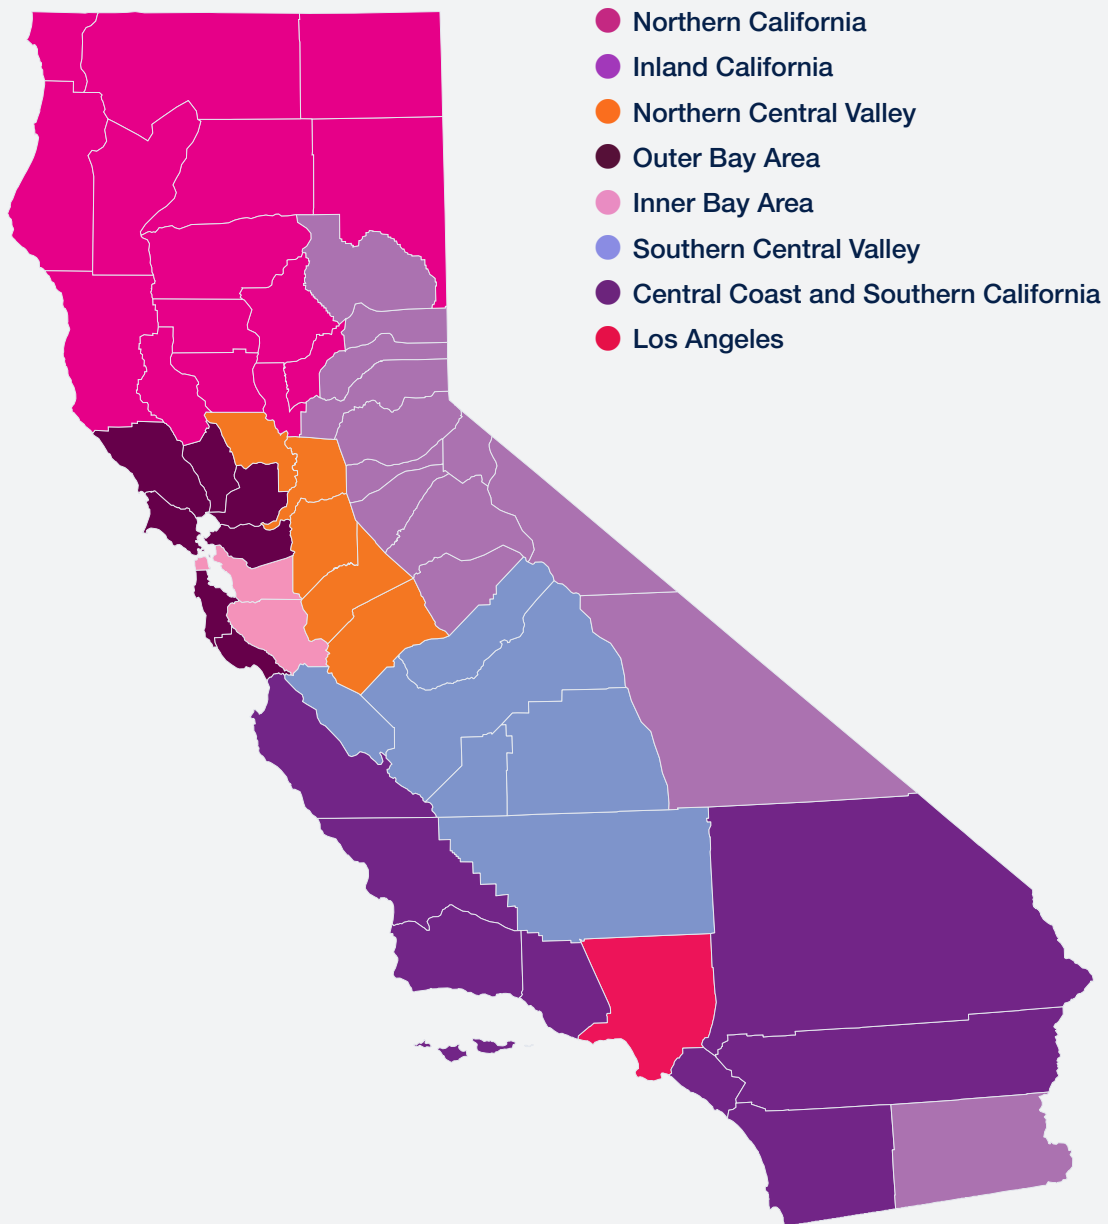 Northern California
Inland California
Northern Central Valley
Outer Bay Area
Inner Bay Area
Southern Central Valley
Central Coast and Southern California
Los Angeles